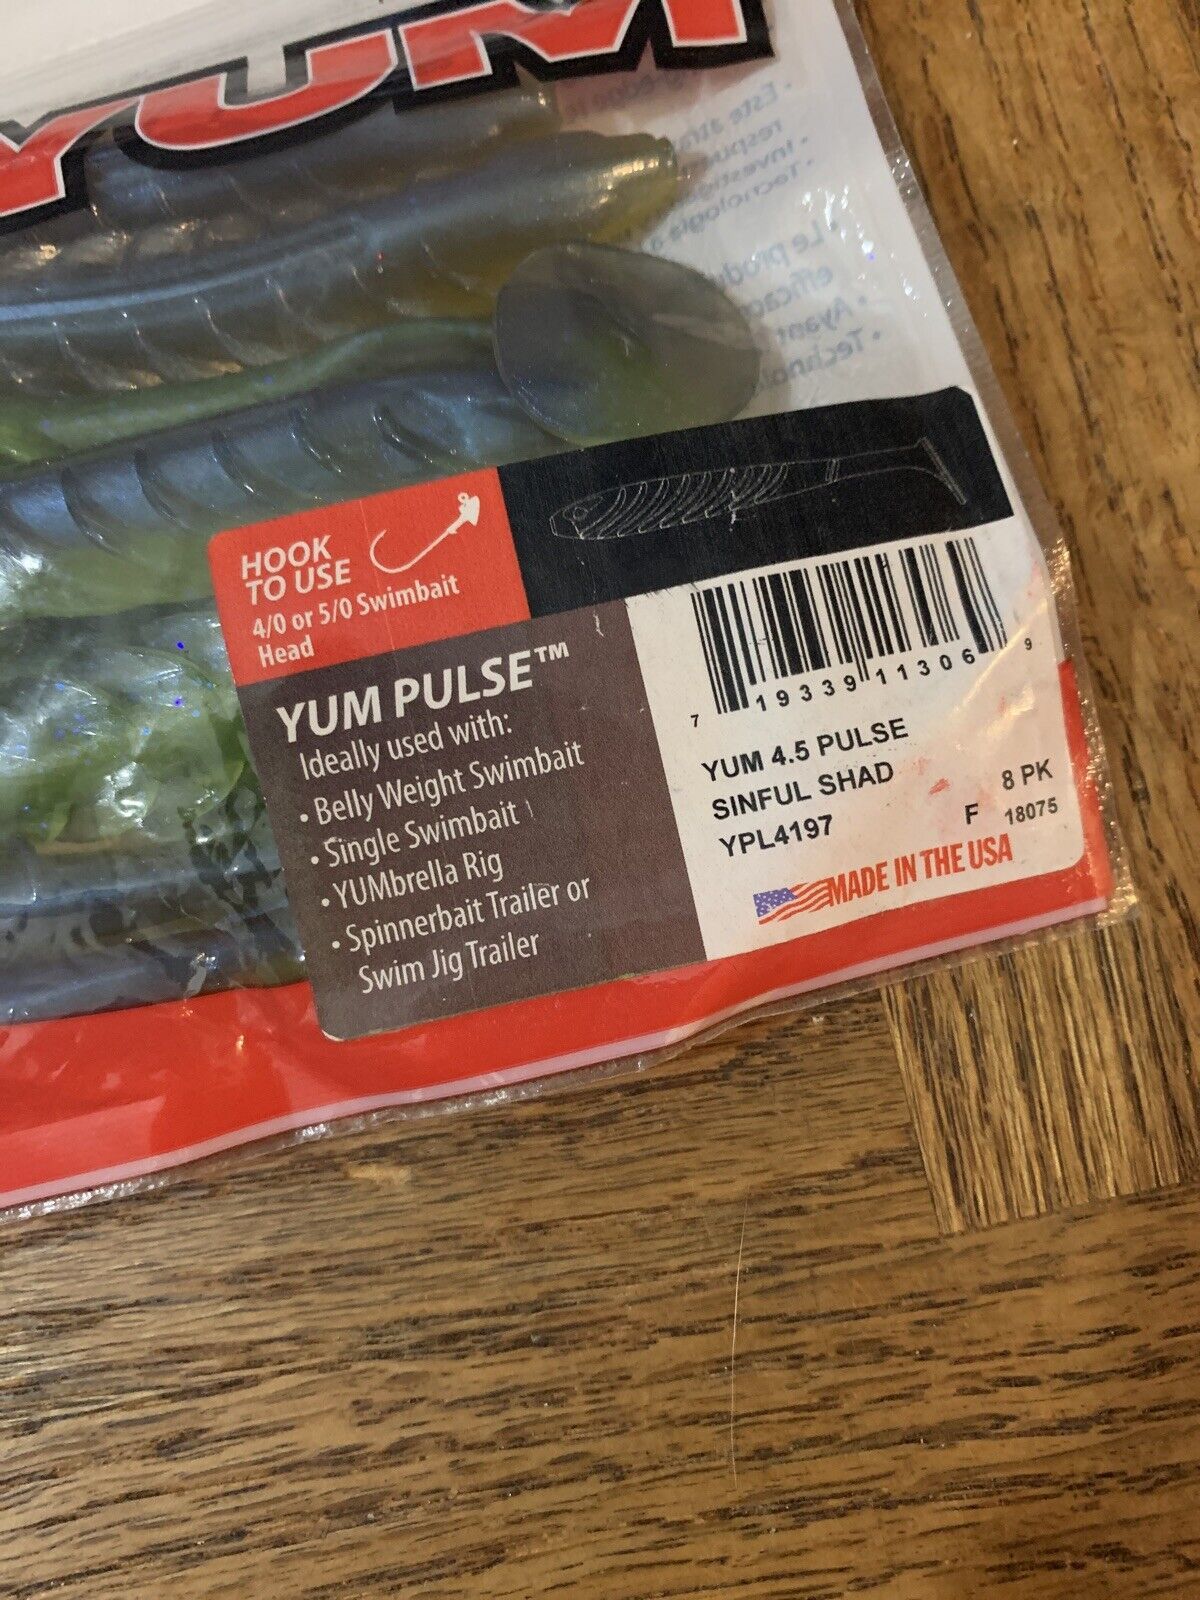 YUM
HOOK
TO USE
4/0 or 5/0 Swimbait
Head
YUM PULSE™
Ideally used with:
• Belly Weight Swimbait
• Single Swimbait
• YUMbrella Rig
• Spinnerbait Trailer or
Swim Jig Trailer
7 19339 11306 9
YUM 4.5 PULSE
SINFUL SHAD
8 PK
YPL4197
F 18075
MADE IN THE USA